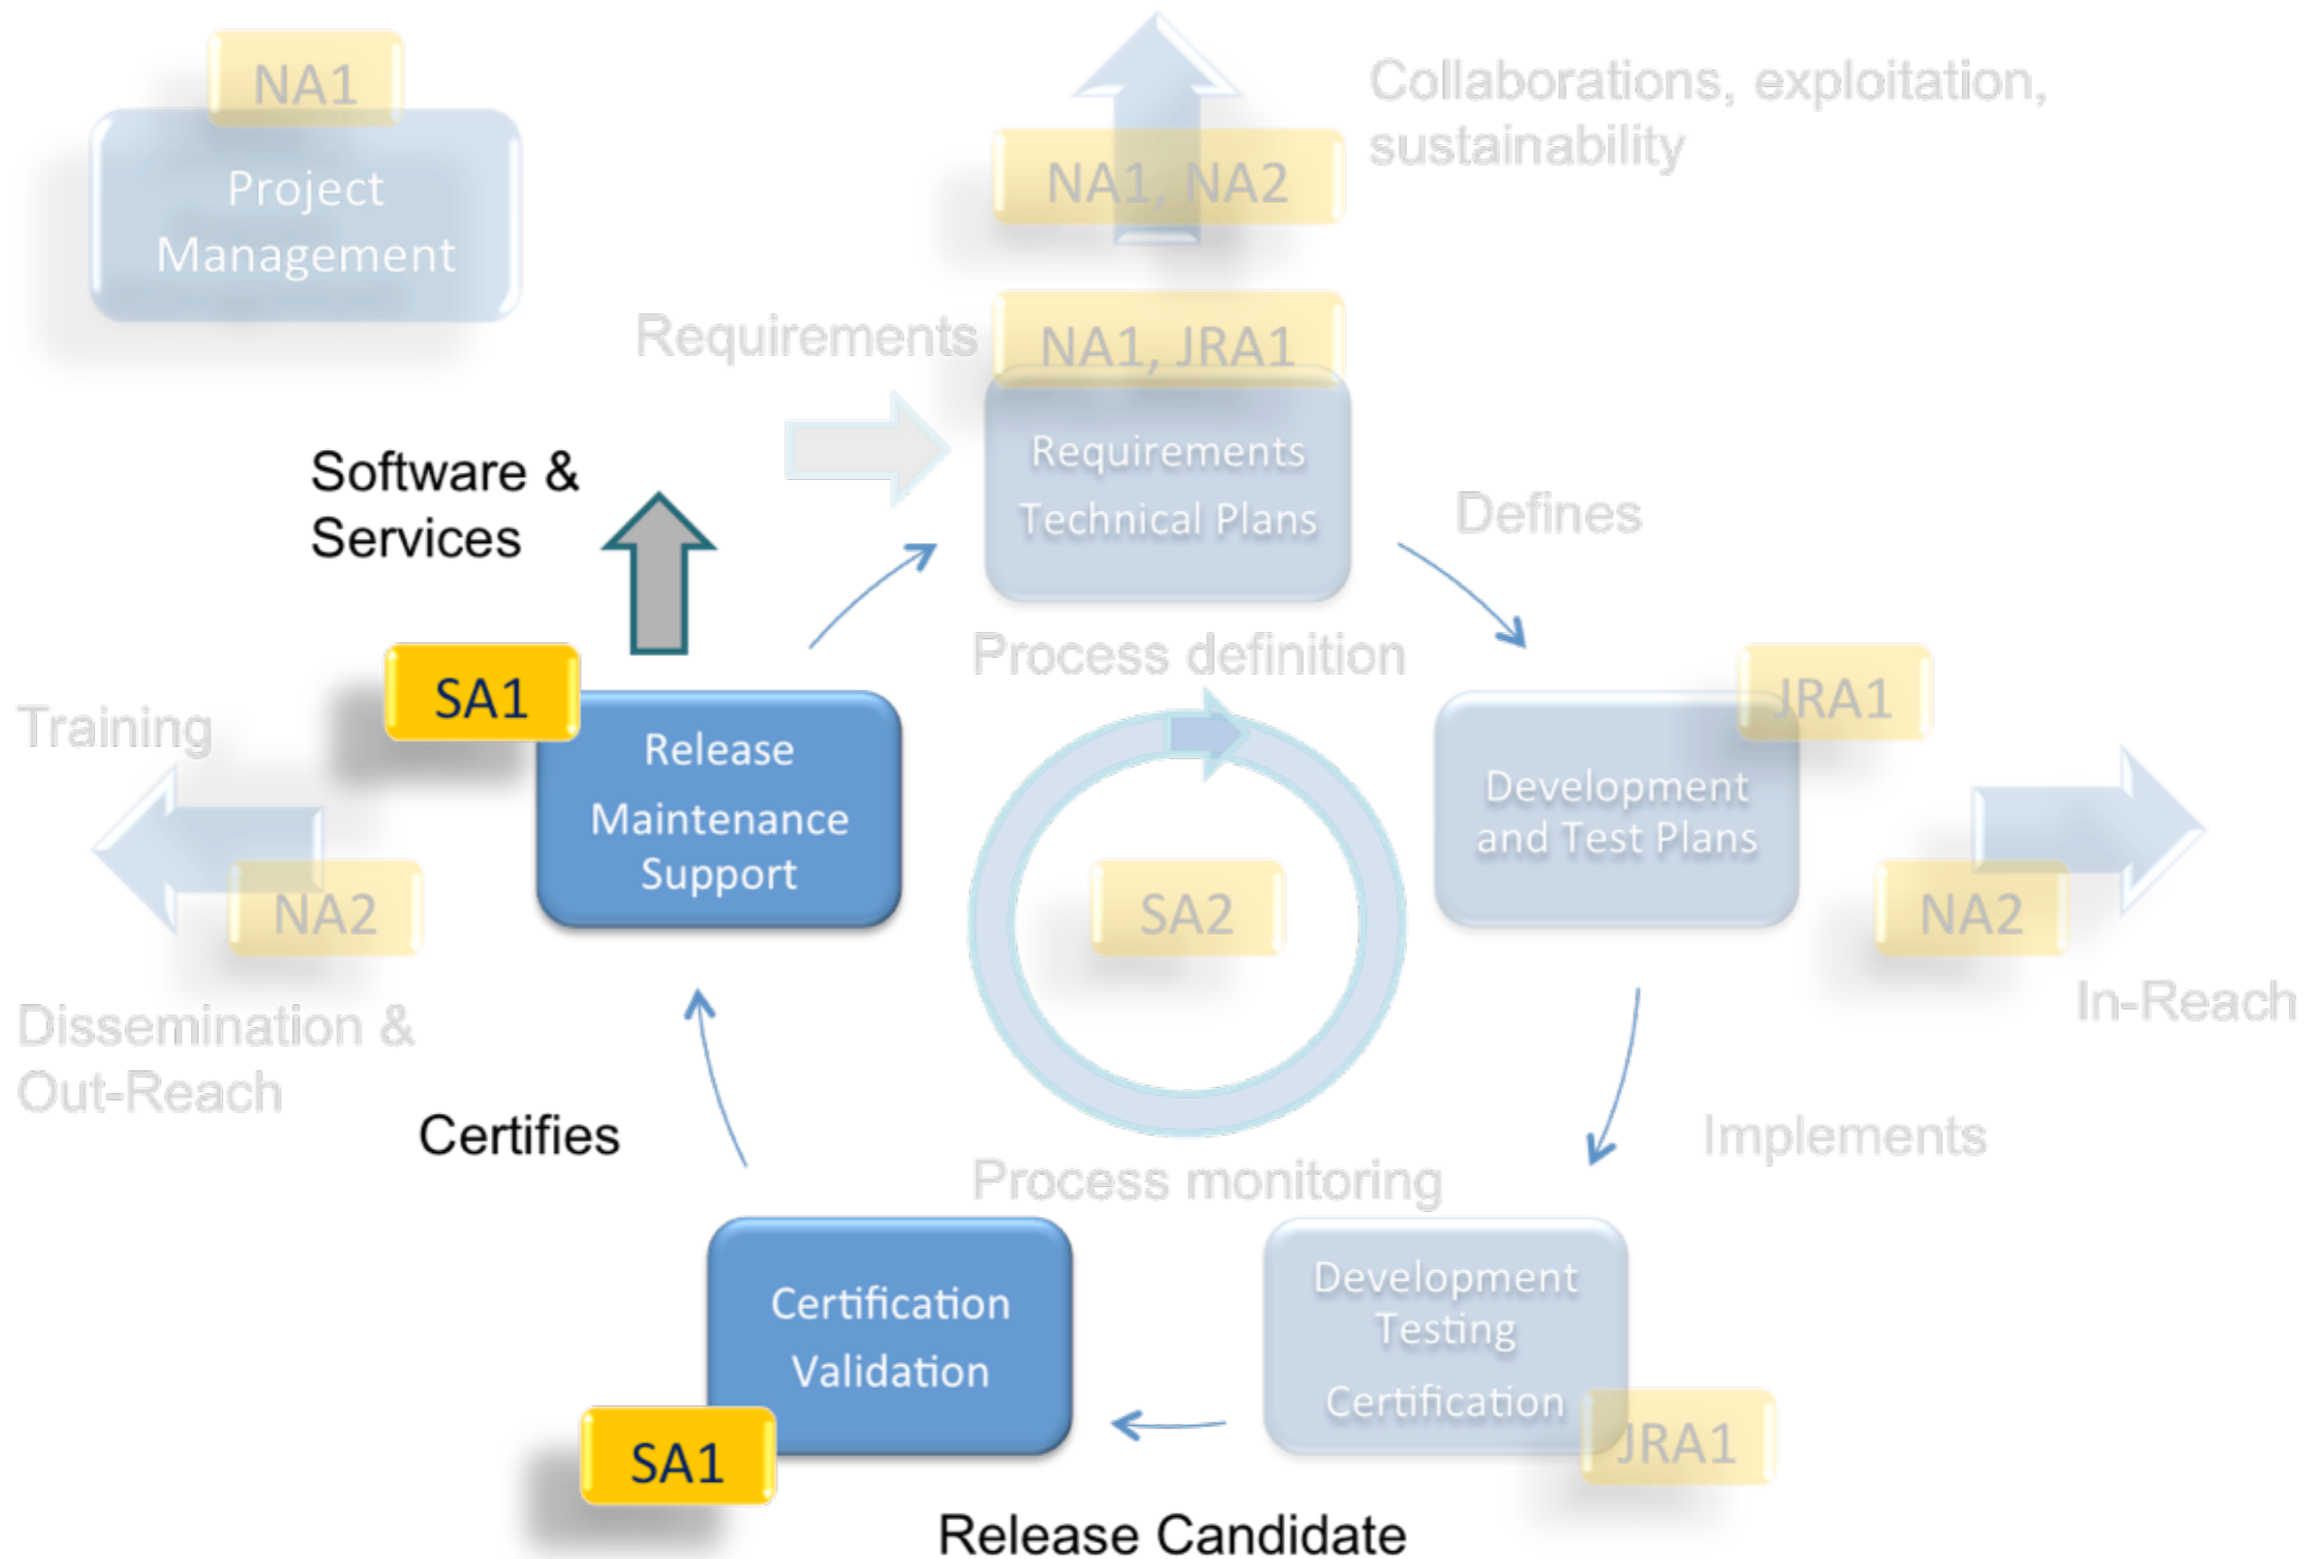 NA1
Project
Management
Collaborations, exploitation,
sustainability
NA1, NA2
Requirements
NA1, JRA1
Requirements
Technical Plans
Software &
Services
Defines
Process definition
SA1
Release
Maintenance
Support
Training
NA2
Dissemination &
Out-Reach
SA2
JRA1
Development
and Test Plans
NA2
In-Reach
Certifies
Implements
Process monitoring
Certification
Validation
SA1
Development
Testing
Certification
JRA1
Release Candidate